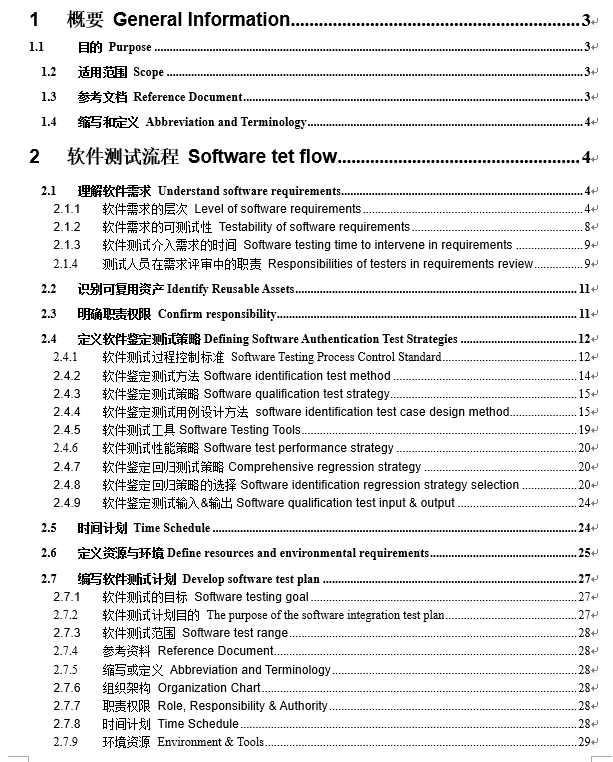 1 概要 General Information 3
1.1 目的 Purpose 3
1.2 适用范围 Scope 3
1.3 参考文档 Reference Document 3
1.4 缩写和定义 Abbreviation and Terminology 4
2 软件测试流程 Software tet flow 4
2.1 理解软件需求 Understand software requirements 4
2.1.1 软件需求的层次 Level of software requirements 4
2.1.2 软件需求的可测试性 Testability of software requirements 8
2.1.3 软件测试介入需求的时间 Software testing time to intervene in requirements 9
2.1.4 测试人员在需求评审中的职责 Responsibilities of testers in requirements review 9
2.2 识别可复用资产 Identify Reusable Assets 11
2.3 明确职责权限 Confirm responsibility 11
2.4 定义软件鉴定测试策略 Defining Software Authentication Test Strategies 12
2.4.1 软件测试过程控制标准 Software Testing Process Control Standard 12
2.4.2 软件鉴定测试方法 Software identification test method 14
2.4.3 软件鉴定测试策略 Software qualification test strategy 15
2.4.4 软件鉴定测试用例设计方法 software identification test case design method 15
2.4.5 软件测试工具 Software Testing Tools 19
2.4.6 软件测试性能策略 Software test performance strategy 20
2.4.7 软件鉴定回归测试策略 Comprehensive regression strategy 20
2.4.8 软件鉴定回归策略的选择 Software identification regression strategy selection 20
2.4.9 软件鉴定测试输入&输出 Software qualification test input & output 24
2.5 时间计划 Time Schedule 24
2.6 定义资源与环境 Define resources and environmental requirements 25
2.7 编写软件测试计划 Develop software test plan 27
2.7.1 软件测试的目标 Software testing goal 27
2.7.2 软件测试计划目的 The purpose of the software integration test plan 27
2.7.3 软件测试范围 Software test range 28
2.7.4 参考资料 Reference Document 28
2.7.5 缩写或定义 Abbreviation and Terminology 28
2.7.6 组织架构 Organization Chart 28
2.7.7 职责权限 Role, Responsibility & Authority 28
2.7.8 时间计划 Time Schedule 28
2.7.9 环境资源 Environment & Tools 29